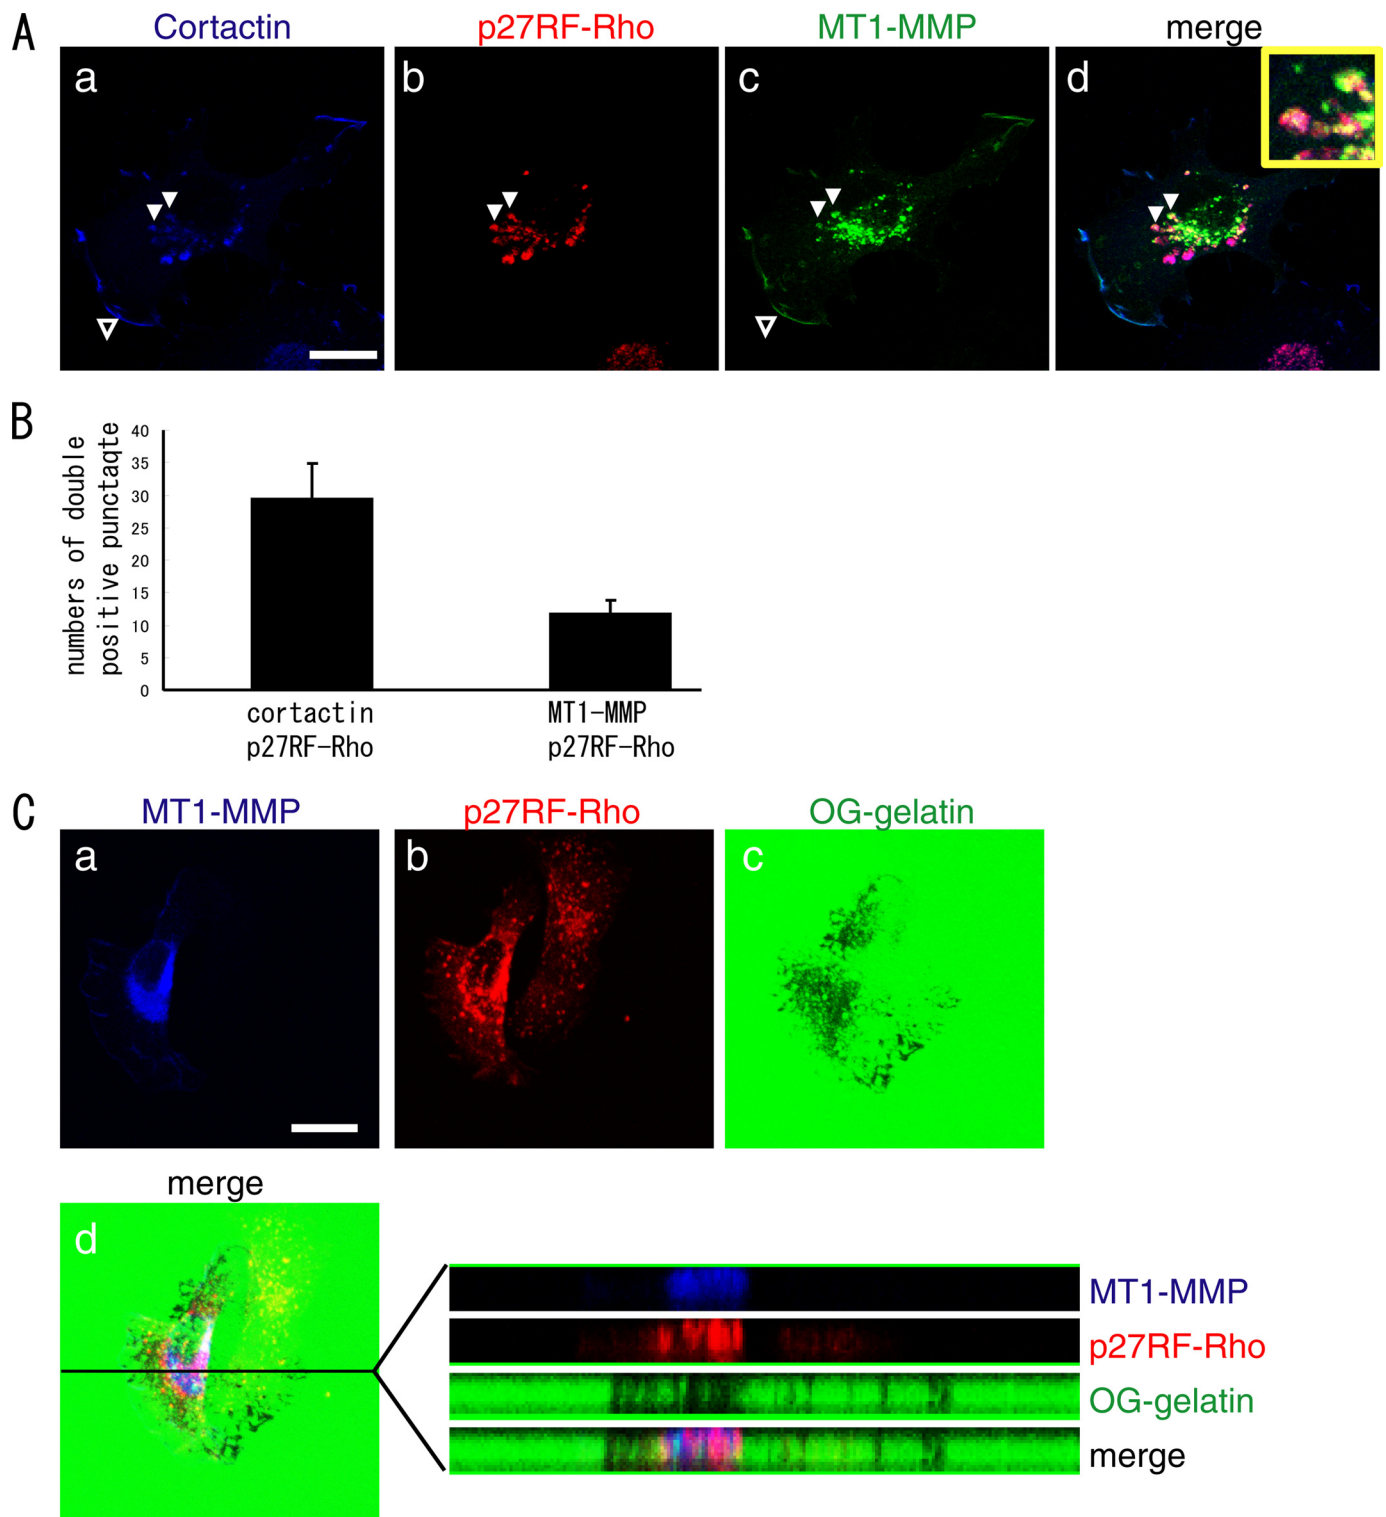 A
Cortactin
p27RF-Rho
MT1-MMP
merge
a
b
c
d
B
numbers of double
positive punctaqte
40
35
30
25
20
15
10
5
0
cortactin
p27RF-Rho
MT1-MMP
p27RF-Rho
C
MT1-MMP
p27RF-Rho
OG-gelatin
a
b
c
merge
d
MT1-MMP
p27RF-Rho
OG-gelatin
merge